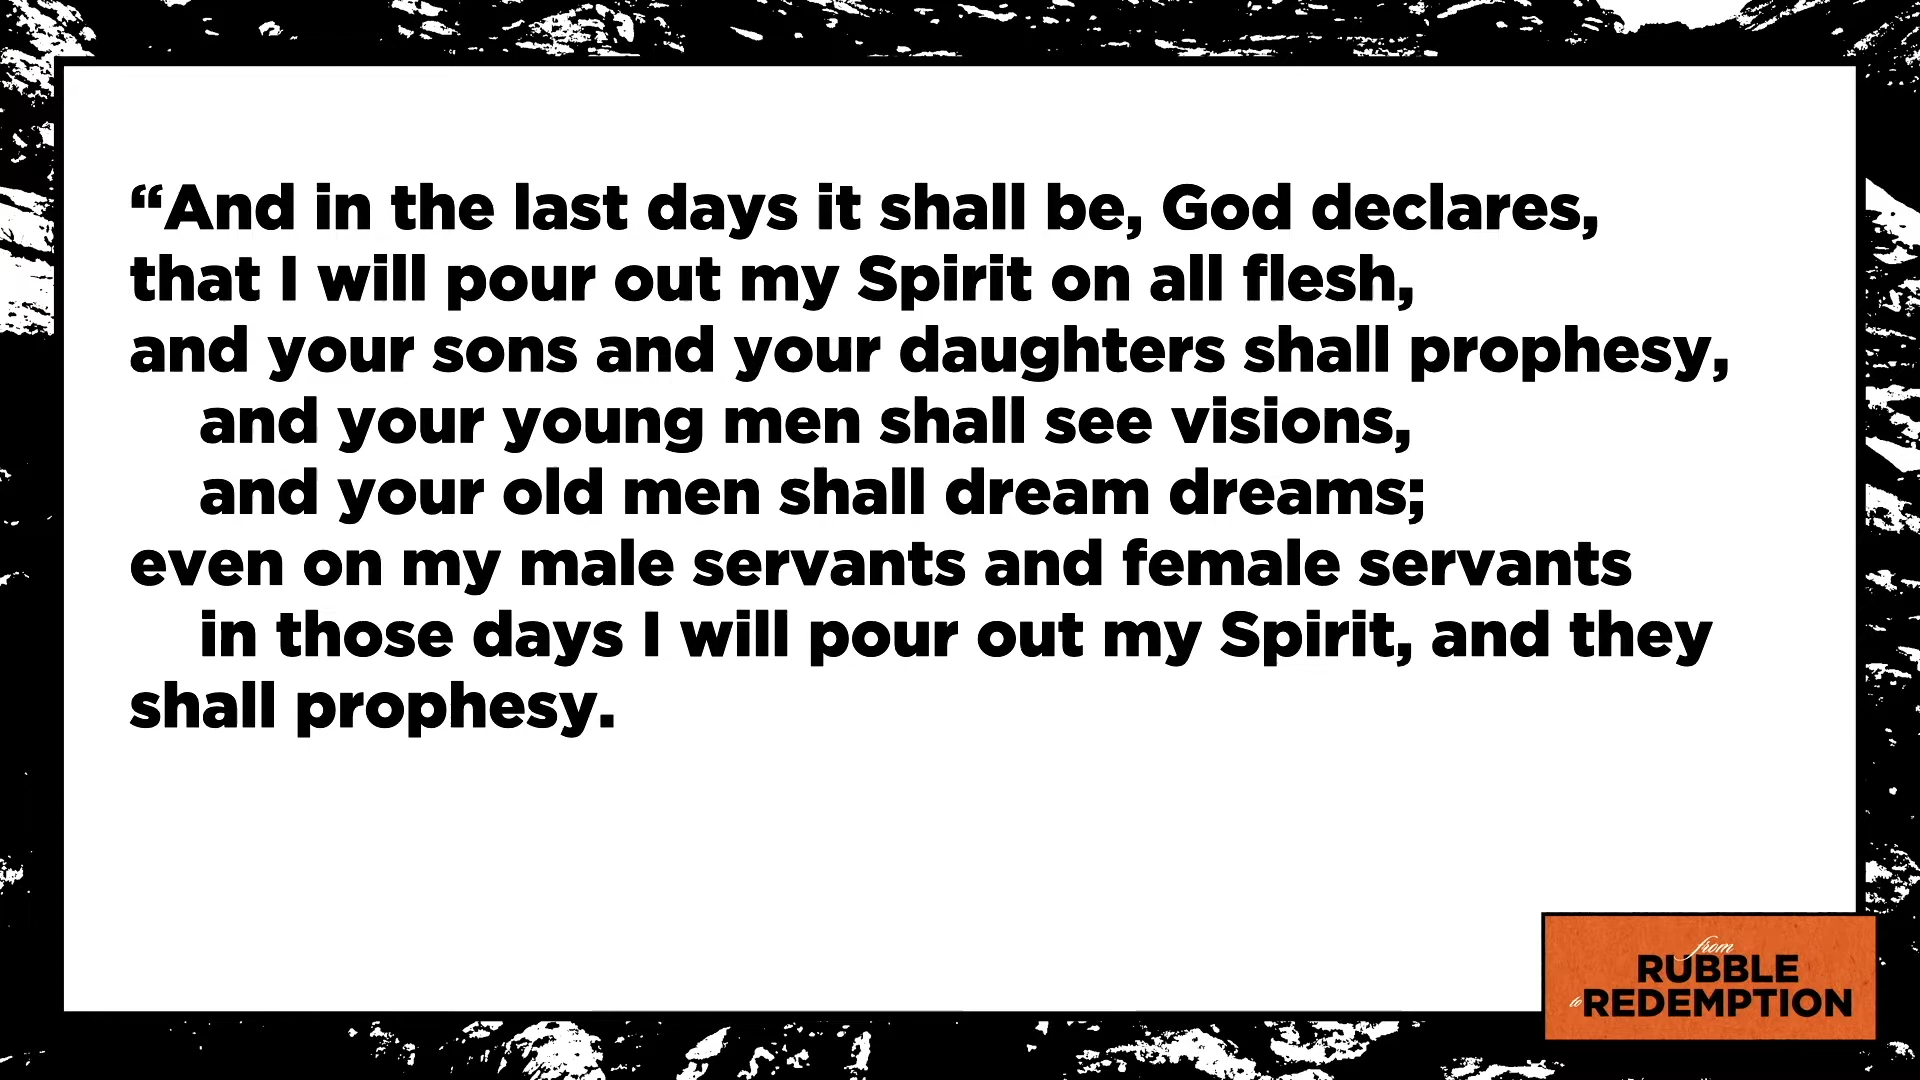 “And in the last days it shall be, God declares,
that I will pour out my Spirit on all flesh,
and your sons and your daughters shall prophesy,
and your young men shall see visions,
and your old men shall dream dreams;
even on my male servants and female servants
in those days I will pour out my Spirit, and they
shall prophesy.
from
RUBBLE
to REDEMPTION